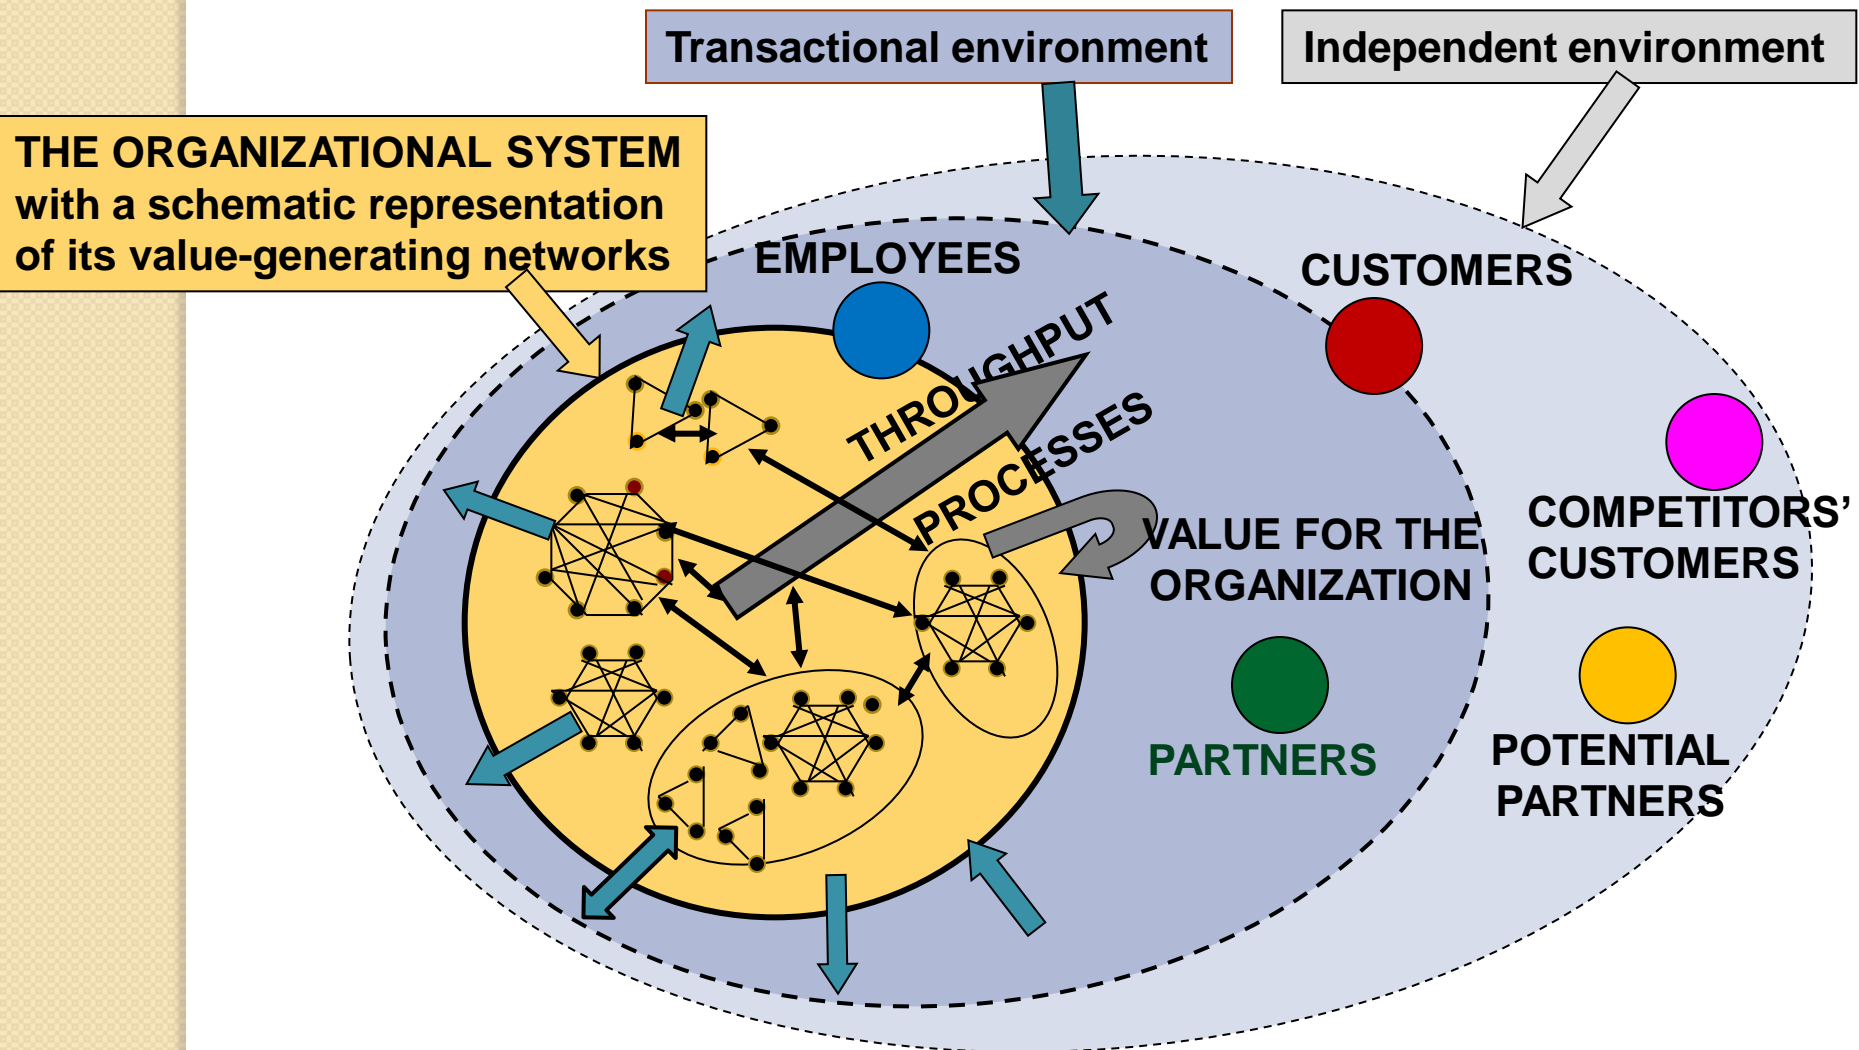 Transactional environment
Independent environment
THE ORGANIZATIONAL SYSTEM
with a schematic representation
of its value-generating networks
EMPLOYEES
CUSTOMERS
THROUGHPUT
PROCESSES
COMPETITORS’
CUSTOMERS
VALUE FOR THE
ORGANIZATION
PARTNERS
POTENTIAL
PARTNERS